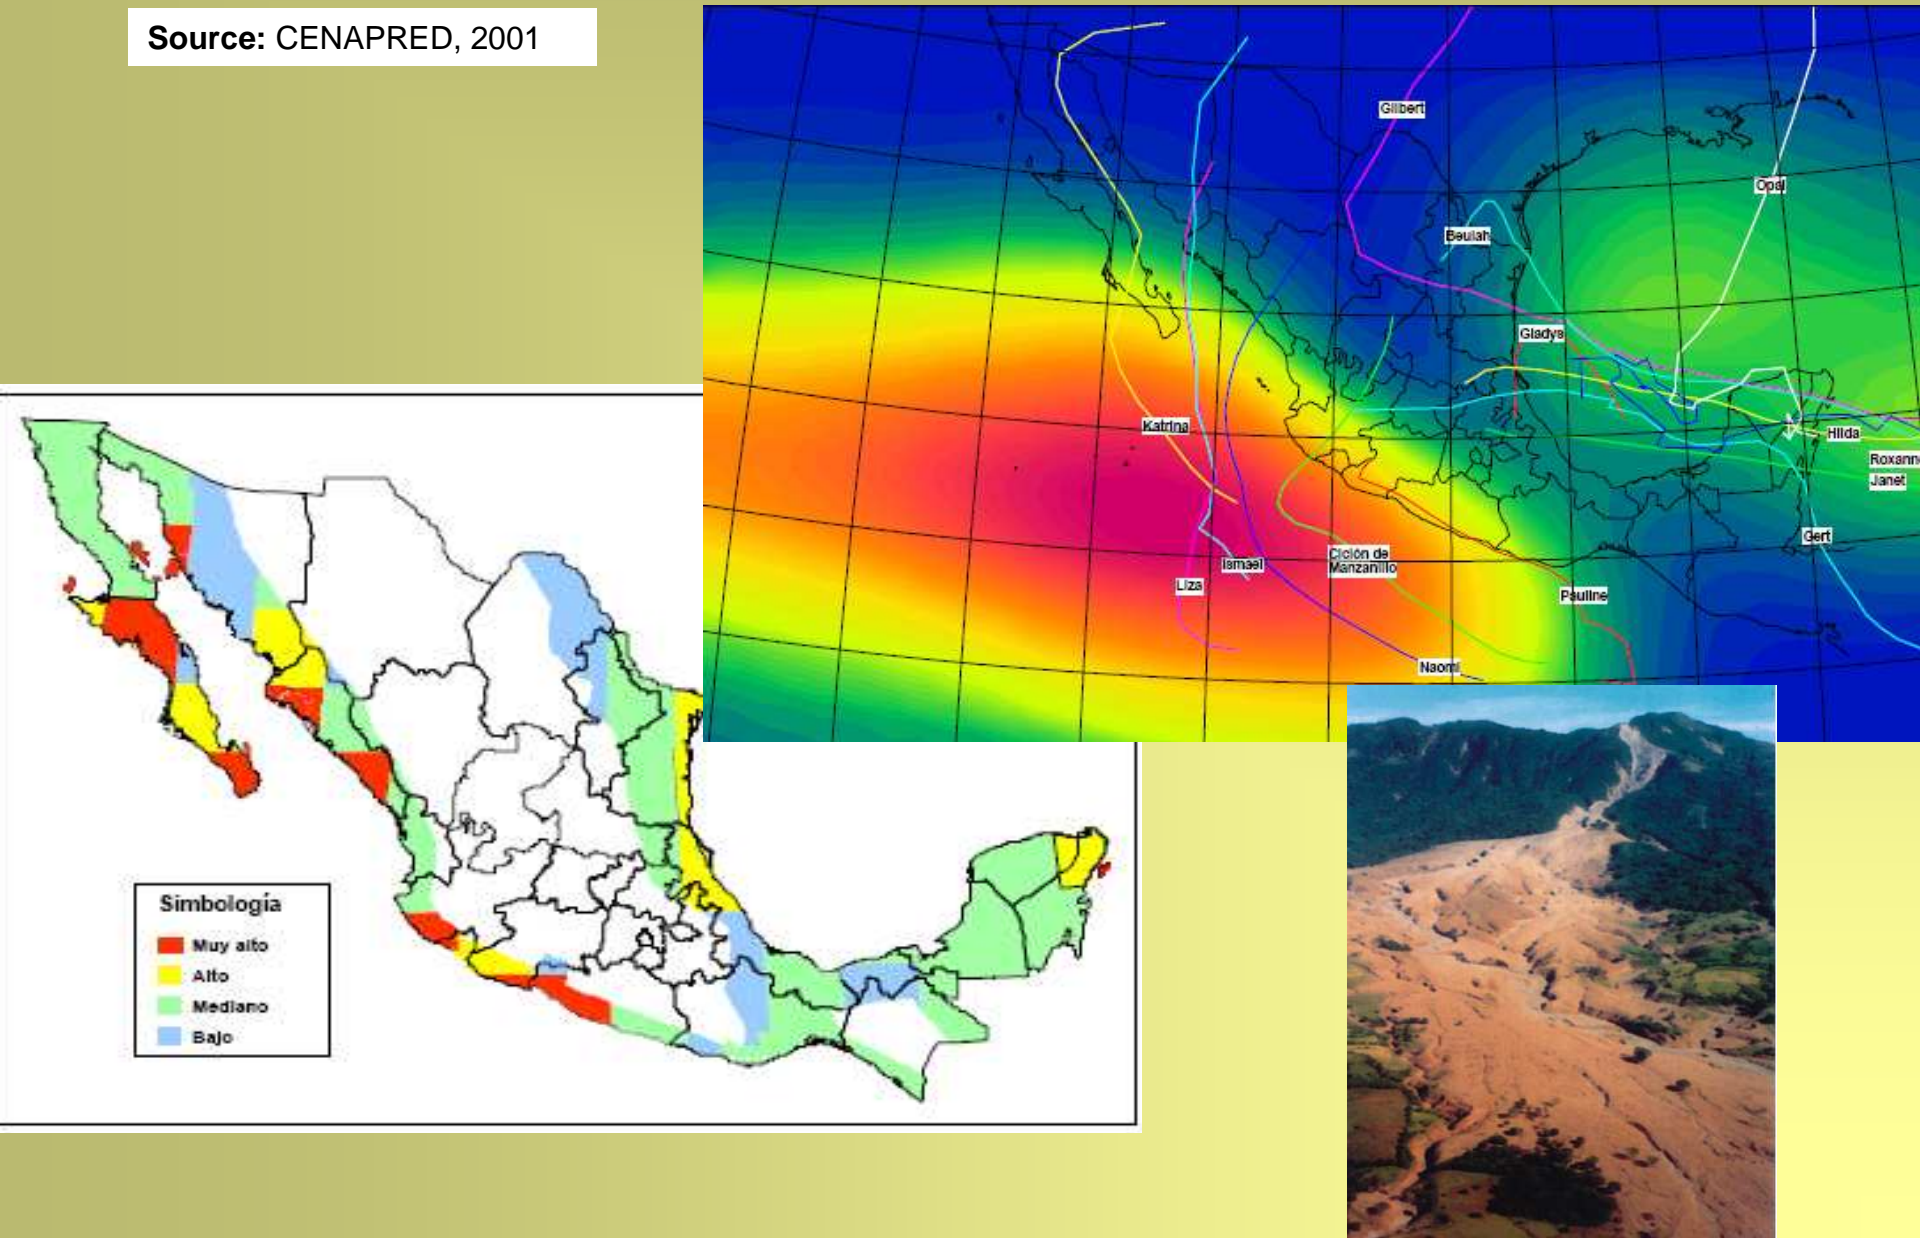 Source: CENAPRED, 2001
Gilbert
Opal
Beulah
Gladys
Katrina
Hilda
Roxanne
Janet
Gert
Ismael
Ciclón de
Manzanillo
Liza
Pauline
Naomi
Simbología
Muy alto
Alto
Mediano
Bajo